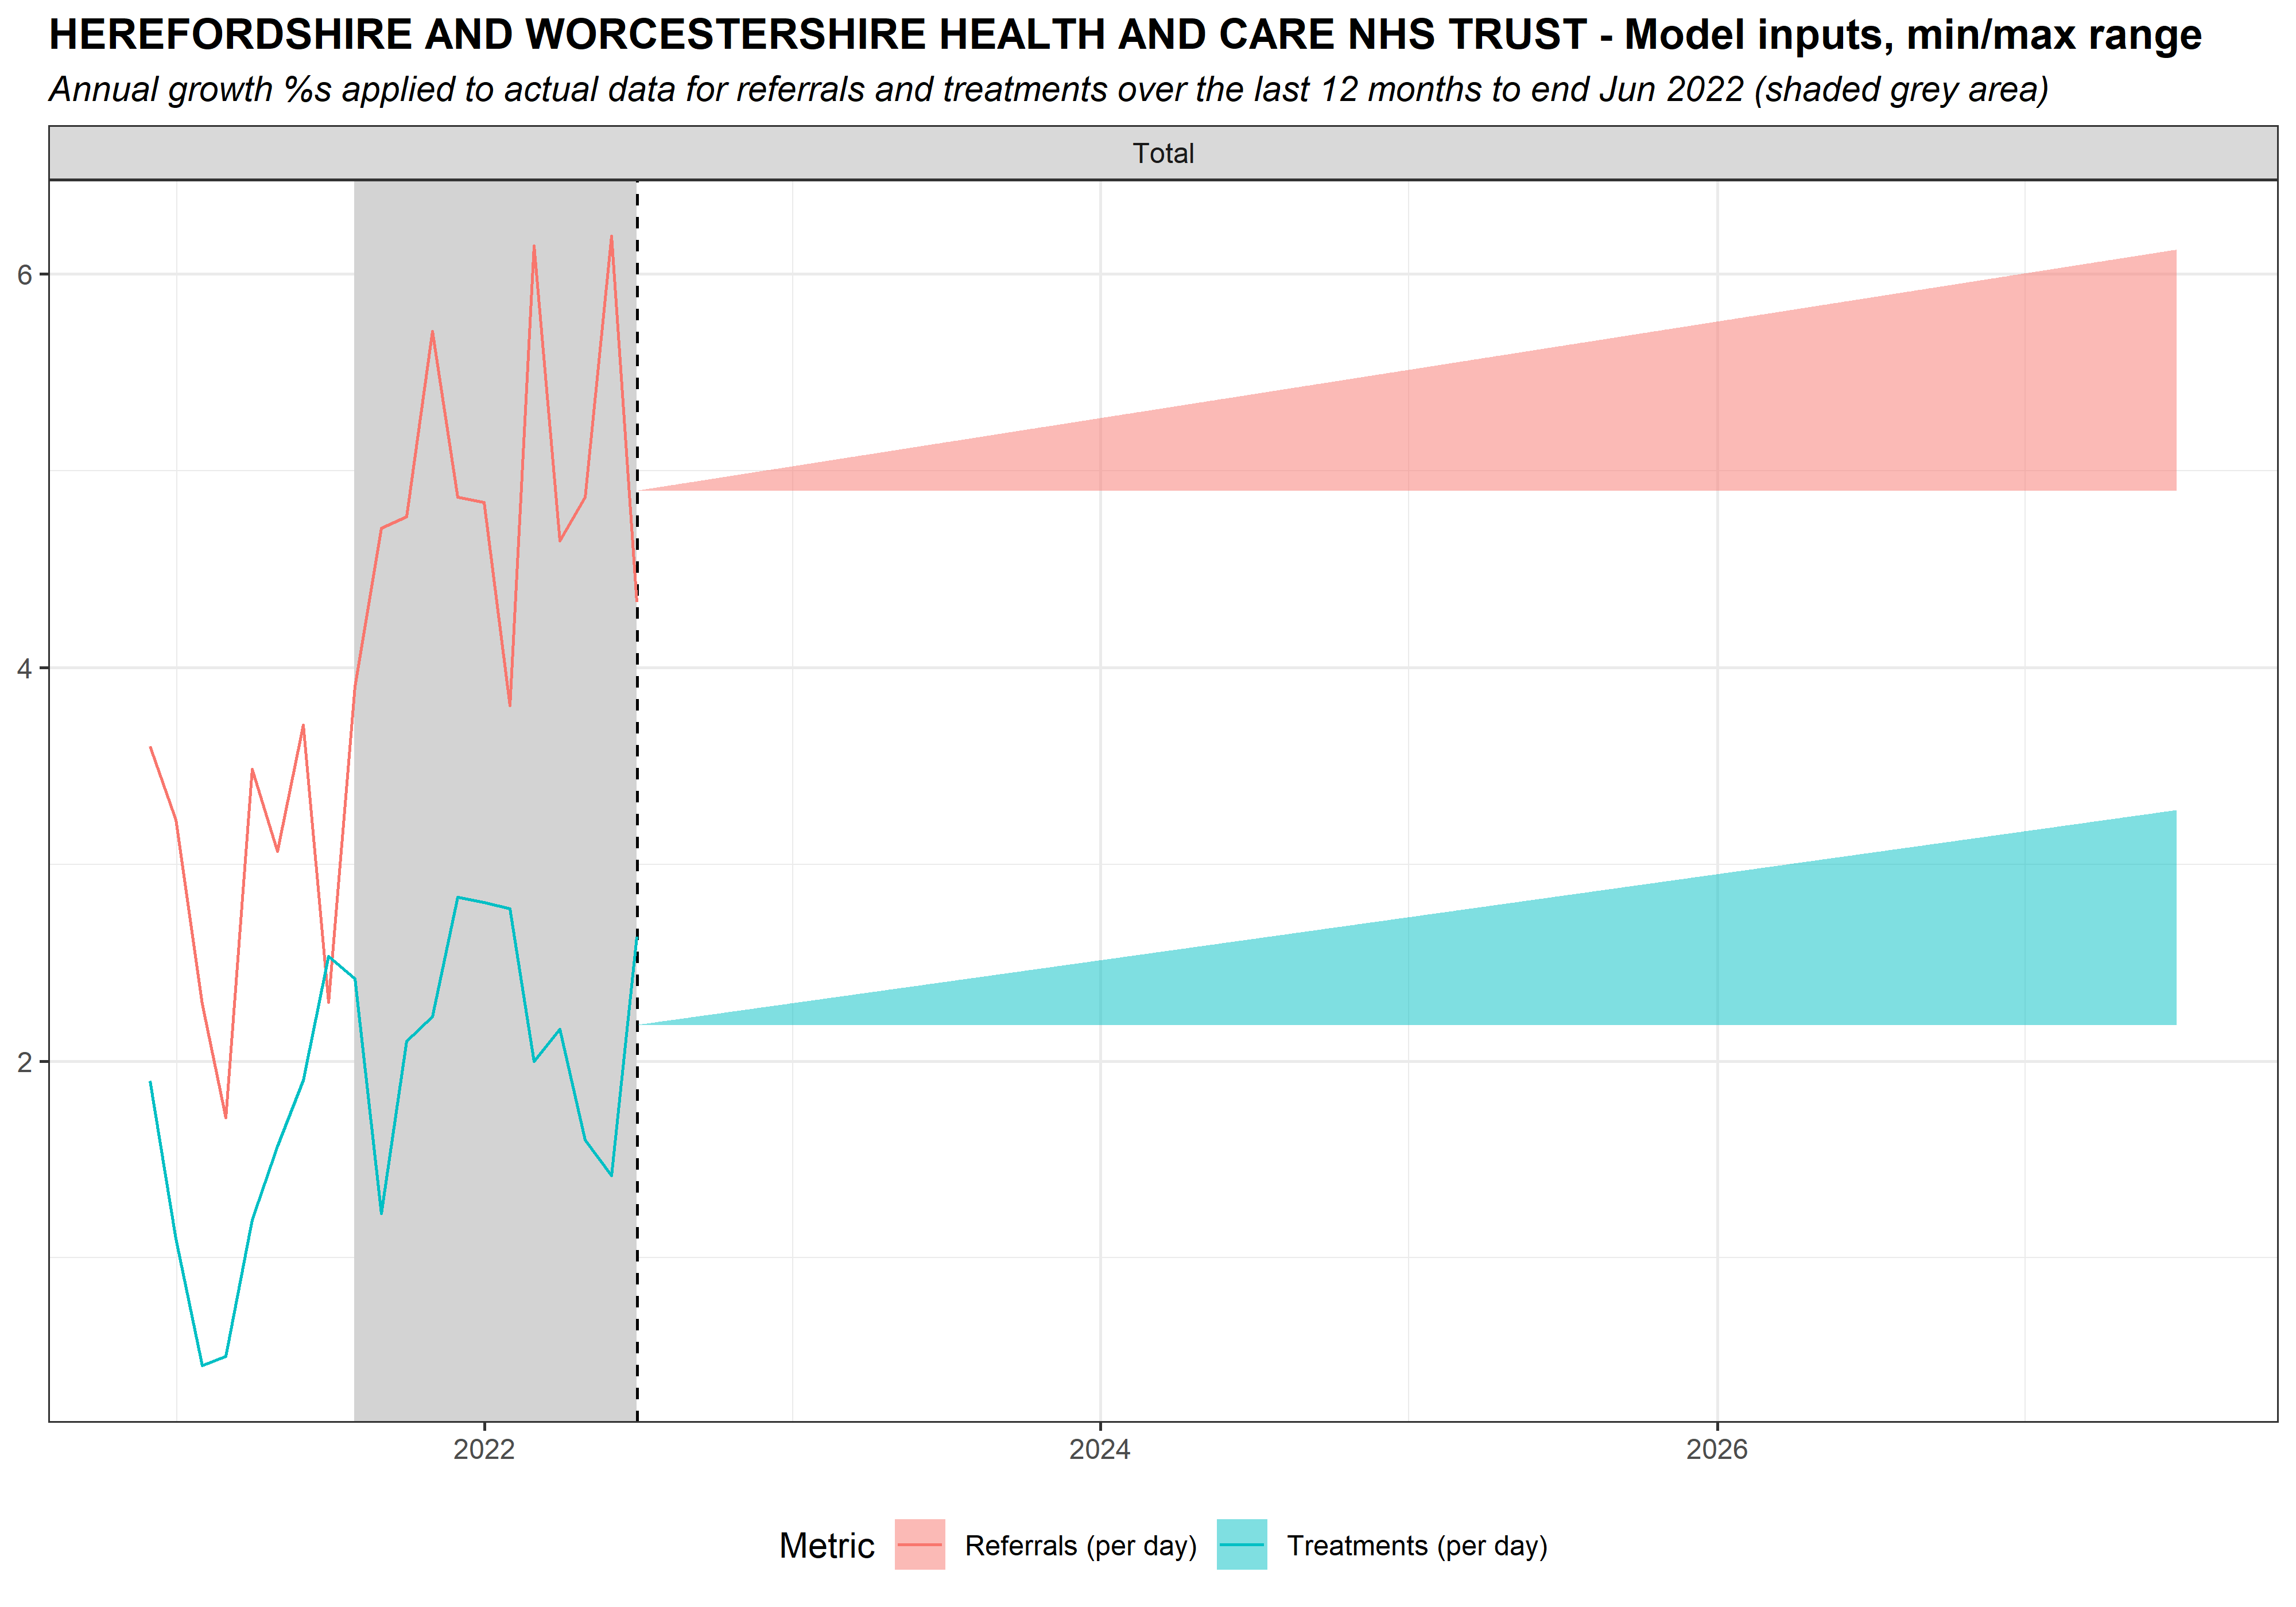 HEREFORDSHIRE AND WORCESTERSHIRE HEALTH AND CARE NHS TRUST - Model inputs, min/max range
Annual growth %s applied to actual data for referrals and treatments over the last 12 months to end Jun 2022 (shaded grey area)
Total
6
4
2
2022 2024 2026
Metric Referrals (per day) Treatments (per day)